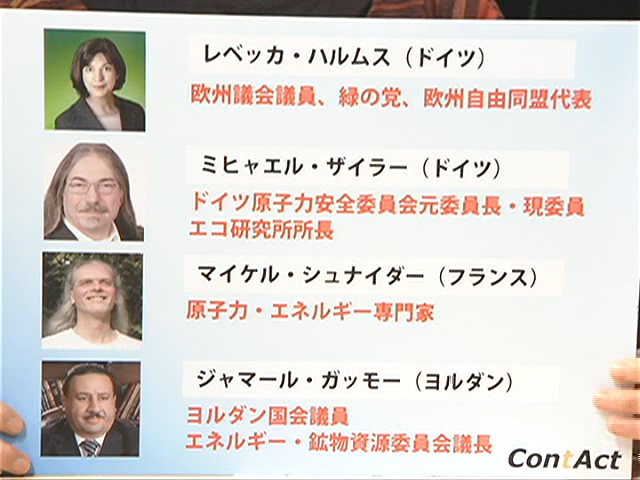 レベッカ・ハルムス（ドイツ）
欧州議会議員、緑の党、欧州自由同盟代表
ミヒャエル・ザイラー（ドイツ）
ドイツ原子力安全委員会元委員長・現委員
エコ研究所所長
マイケル・シュナイダー（フランス）
原子力・エネルギー専門家
ジャマール・ガッモー（ヨルダン）
ヨルダン国会議員
エネルギー・鉱物資源委員会議長
ContAct